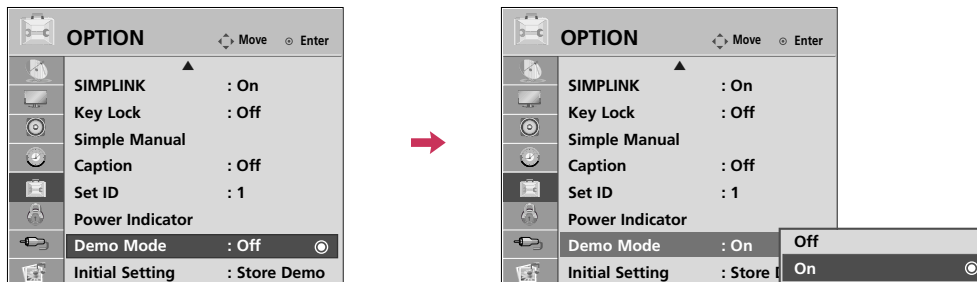 OPTION Move Enter
SIMPLINK : On
Key Lock : Off
Simple Manual
Caption : Off
Set ID : 1
Power Indicator
Demo Mode : Off
Initial Setting : Store Demo
OPTION Move Enter
SIMPLINK : On
Key Lock : Off
Simple Manual
Caption : Off
Set ID : 1
Power Indicator
Demo Mode : On
Initial Setting : Store
Off
On